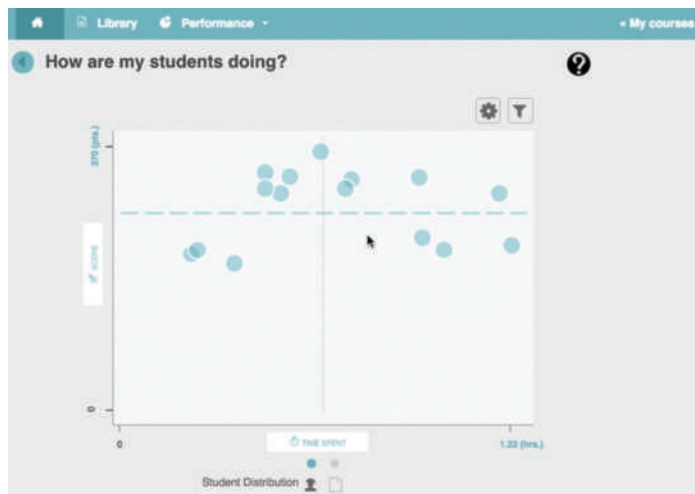 Library Performance « My courses
How are my students doing?
?
370 (pts.)
SCORE
0
0 TIME SPENT 1.22 (hrs.)
Student Distribution